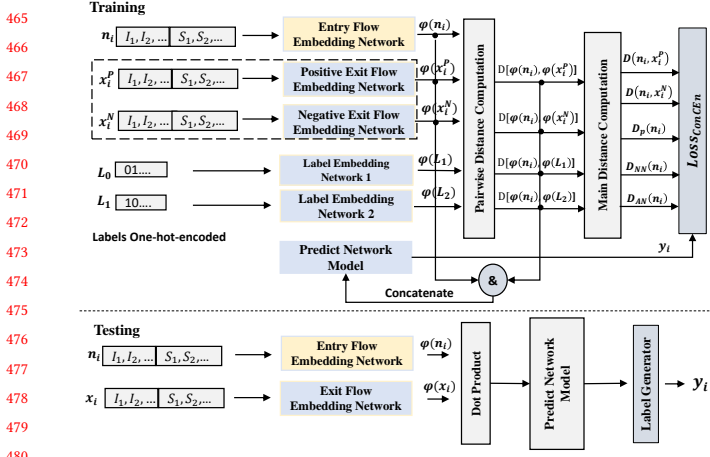 465
466
467
468
469
470
471
472
473
474
475
476
477
478
479
480
Training
n_i I_1, I_2, ... S_1, S_2,...
Entry Flow
Embedding Network
φ(n_i)
x_i^P I_1, I_2, ... S_1, S_2,...
Positive Exit Flow
Embedding Network
φ(x_i^P)
x_i^N I_1, I_2, ... S_1, S_2,...
Negative Exit Flow
Embedding Network
φ(x_i^N)
L_0 01....
Label Embedding
Network 1
φ(L_1)
L_1 10....
Label Embedding
Network 2
φ(L_2)
Labels One-hot-encoded
Predict Network
Model
Concatenate
&
Pairwise Distance Computation
D[φ(n_i), φ(x_i^P)]
D[φ(n_i), φ(x_i^N)]
D[φ(n_i), φ(L_1)]
D[φ(n_i), φ(L_2)]
Main Distance Computation
D(n_i, x_i^P)
D(n_i, x_i^N)
D_p(n_i)
D_NN(n_i)
D_AN(n_i)
Loss_ConCEn
y_i
Testing
n_i I_1, I_2, ... S_1, S_2,...
Entry Flow
Embedding Network
φ(n_i)
x_i I_1, I_2, ... S_1, S_2,...
Exit Flow
Embedding Network
φ(x_i)
Dot Product
Predict Network
Model
Label Generator
y_i